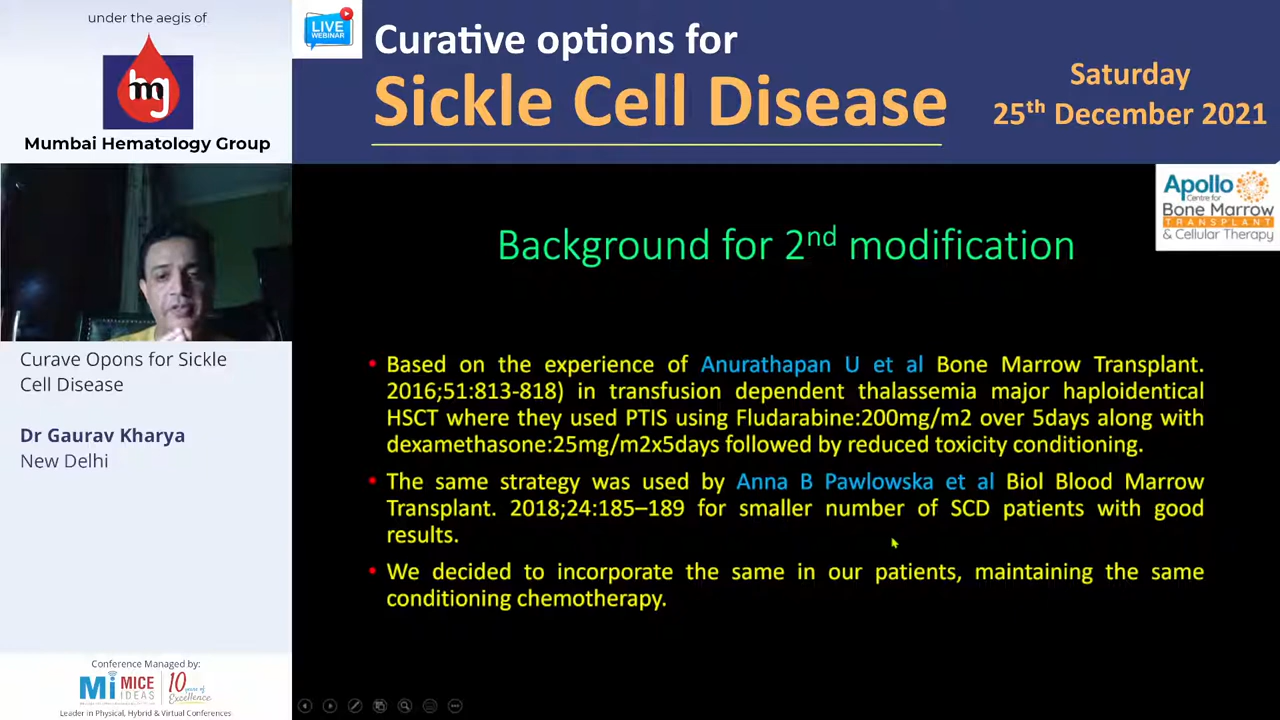 under the aegis of
mg
Mumbai Hematology Group
LIVE
WEBINAR
Curative options for
Sickle Cell Disease
Saturday
25th December 2021
Apollo
Centre for
Bone Marrow
TRANSPLANT
& Cellular Therapy
Curave Opons for Sickle
Cell Disease
Dr Gaurav Kharya
New Delhi
Background for 2nd modification
• Based on the experience of Anurathapan U et al Bone Marrow Transplant.
2016;51:813-818) in transfusion dependent thalassemia major haploidentical
HSCT where they used PTIS using Fludarabine:200mg/m2 over 5days along with
dexamethasone:25mg/m2x5days followed by reduced toxicity conditioning.
• The same strategy was used by Anna B Pawlowska et al Biol Blood Marrow
Transplant. 2018;24:185–189 for smaller number of SCD patients with good
results.
• We decided to incorporate the same in our patients, maintaining the same
conditioning chemotherapy.
Conference Managed by:
Mi MICE
IDEAS
10 years of
Excellence
Leader in Physical, Hybrid & Virtual Conferences